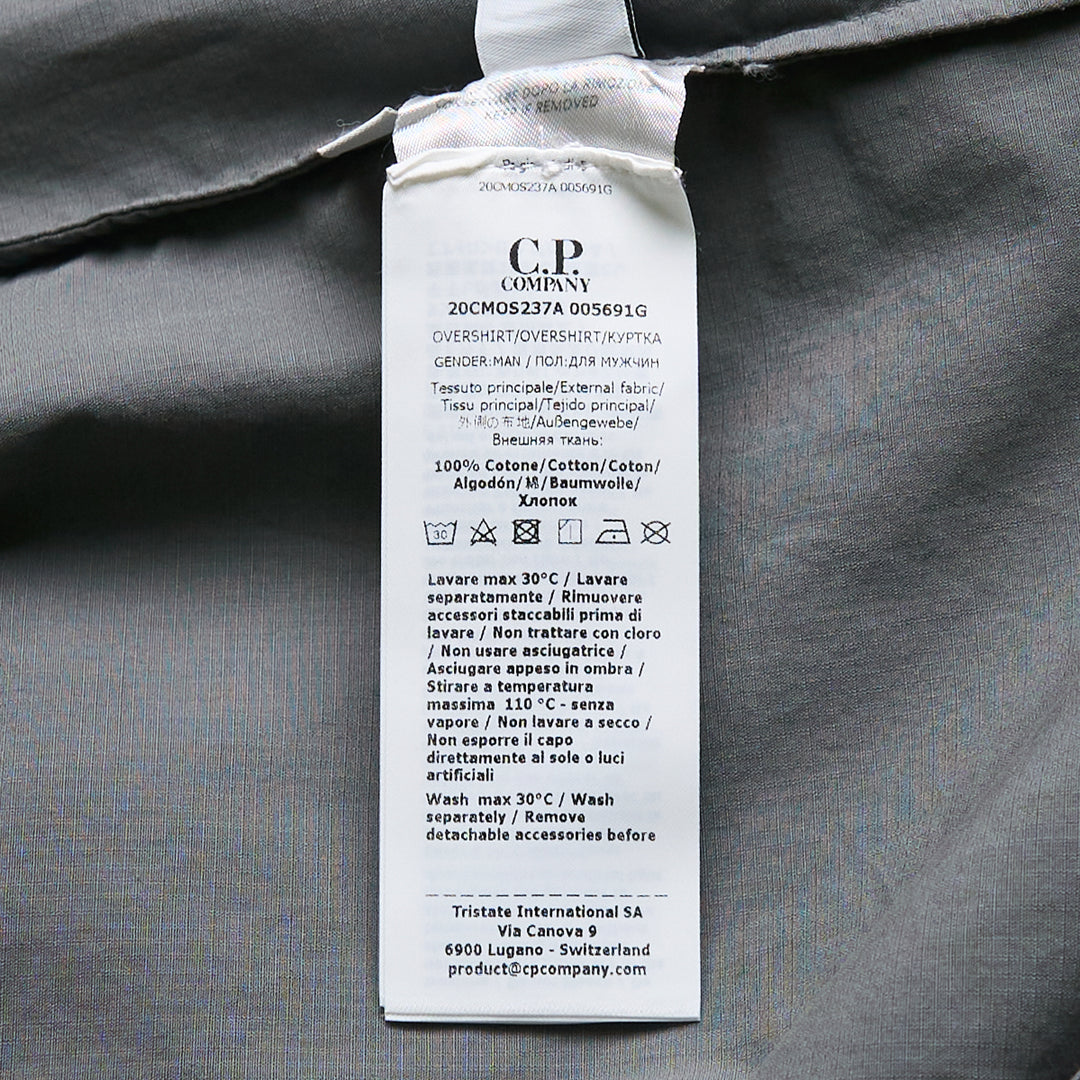 CONSERVARE DOPO LA RIMOZIONE
KEEP IS REMOVED
20CMOS237A 005691G
C.P.
COMPANY
20CMOS237A 005691G
OVERSHIRT/OVERSHIRT/КУРТКА
GENDER:MAN / ПОЛ:ДЛЯ МУЖЧИН
Tessuto principale/External fabric/
Tissu principal/Tejido principal/
外側の布地/Außengewebe/
Внешняя ткань:
100% Cotone/Cotton/Coton/
Algodón/綿/Baumwolle/
Хлопок
30
Lavare max 30°C / Lavare
separatamente / Rimuovere
accessori staccabili prima di
lavare / Non trattare con cloro
/ Non usare asciugatrice /
Asciugare appeso in ombra /
Stirare a temperatura
massima 110 °C - senza
vapore / Non lavare a secco /
Non esporre il capo
direttamente al sole o luci
artificiali
Wash max 30°C / Wash
separately / Remove
detachable accessories before
Tristate International SA
Via Canova 9
6900 Lugano - Switzerland
product@cpcompany.com